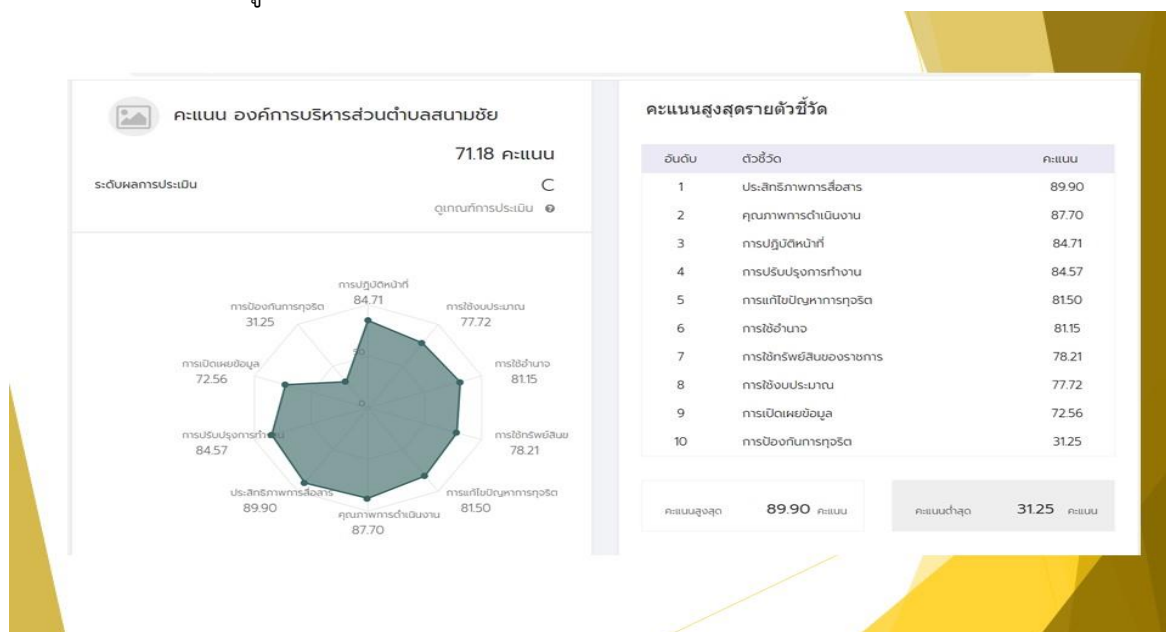 คะแนน องค์การบริหารส่วนตำบลสนามชัย
71.18 คะแนน
ระดับผลการประเมิน C
ดูเกณฑ์การประเมิน
การปฏิบัติหน้าที่
84.71
การใช้งบประมาณ
77.72
การใช้อำนาจ
81.15
การใช้ทรัพย์สินข
78.21
การแก้ไขปัญหาการทุจริต
81.50
คุณภาพการดำเนินงาน
87.70
ประสิทธิภาพการสื่อสาร
89.90
การปรับปรุงการทำงาน
84.57
การเปิดเผยข้อมูล
72.56
การป้องกันการทุจริต
31.25
50
0
คะแนนสูงสุดรายตัวชี้วัด
อันดับ ตัวชี้วัด คะแนน
1 ประสิทธิภาพการสื่อสาร 89.90
2 คุณภาพการดำเนินงาน 87.70
3 การปฏิบัติหน้าที่ 84.71
4 การปรับปรุงการทำงาน 84.57
5 การแก้ไขปัญหาการทุจริต 81.50
6 การใช้อำนาจ 81.15
7 การใช้ทรัพย์สินของราชการ 78.21
8 การใช้งบประมาณ 77.72
9 การเปิดเผยข้อมูล 72.56
10 การป้องกันการทุจริต 31.25
คะแนนสูงสุด 89.90 คะแนน
คะแนนต่ำสุด 31.25 คะแนน